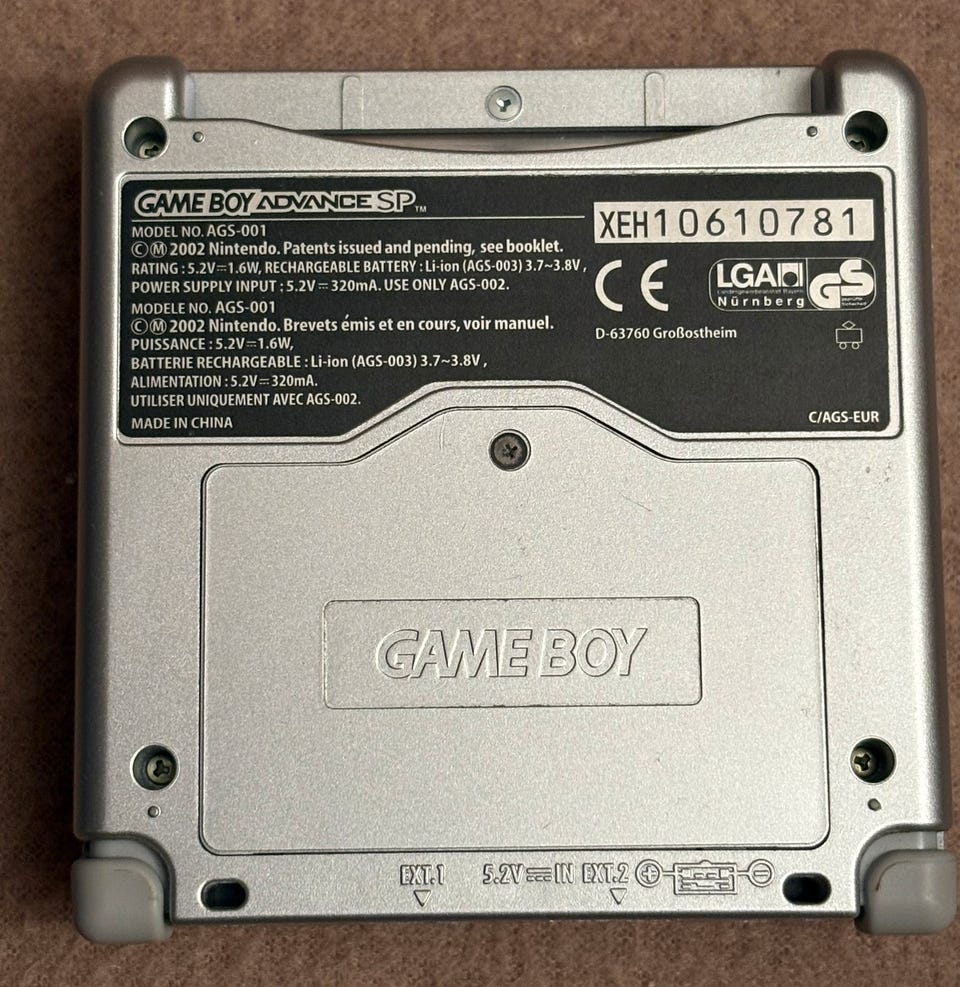 GAME BOY ADVANCE SP™
MODEL NO. AGS-001
©Ⓜ 2002 Nintendo. Patents issued and pending, see booklet.
RATING : 5.2V⎓1.6W, RECHARGEABLE BATTERY : Li-ion (AGS-003) 3.7~3.8V ,
POWER SUPPLY INPUT : 5.2V⎓320mA. USE ONLY AGS-002.
MODELE NO. AGS-001
©Ⓜ 2002 Nintendo. Brevets émis et en cours, voir manuel.
PUISSANCE : 5.2V⎓1.6W,
BATTERIE RECHARGEABLE : Li-ion (AGS-003) 3.7~3.8V ,
ALIMENTATION : 5.2V⎓320mA.
UTILISER UNIQUEMENT AVEC AGS-002.
MADE IN CHINA
XEH10610781
CE
LGA
Nürnberg
GS
D-63760 Großostheim
C/AGS-EUR
GAME BOY
EXT.1 5.2V⎓IN EXT.2